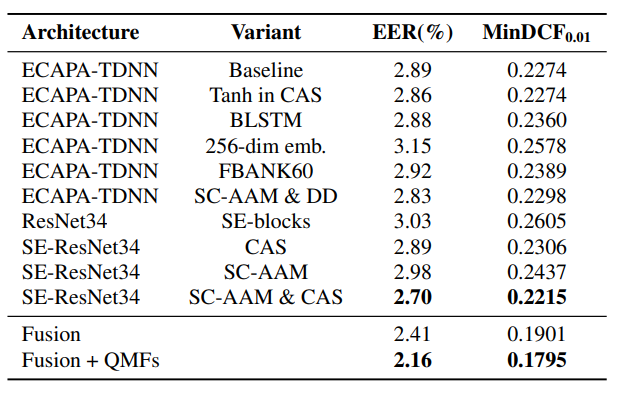 Architecture Variant EER(%) MinDCF0.01
ECAPA-TDNN Baseline 2.89 0.2274
ECAPA-TDNN Tanh in CAS 2.86 0.2274
ECAPA-TDNN BLSTM 2.88 0.2360
ECAPA-TDNN 256-dim emb. 3.15 0.2578
ECAPA-TDNN FBANK60 2.92 0.2389
ECAPA-TDNN SC-AAM & DD 2.83 0.2298
ResNet34 SE-blocks 3.03 0.2605
SE-ResNet34 CAS 2.89 0.2306
SE-ResNet34 SC-AAM 2.98 0.2437
SE-ResNet34 SC-AAM & CAS 2.70 0.2215
Fusion 2.41 0.1901
Fusion + QMFs 2.16 0.1795